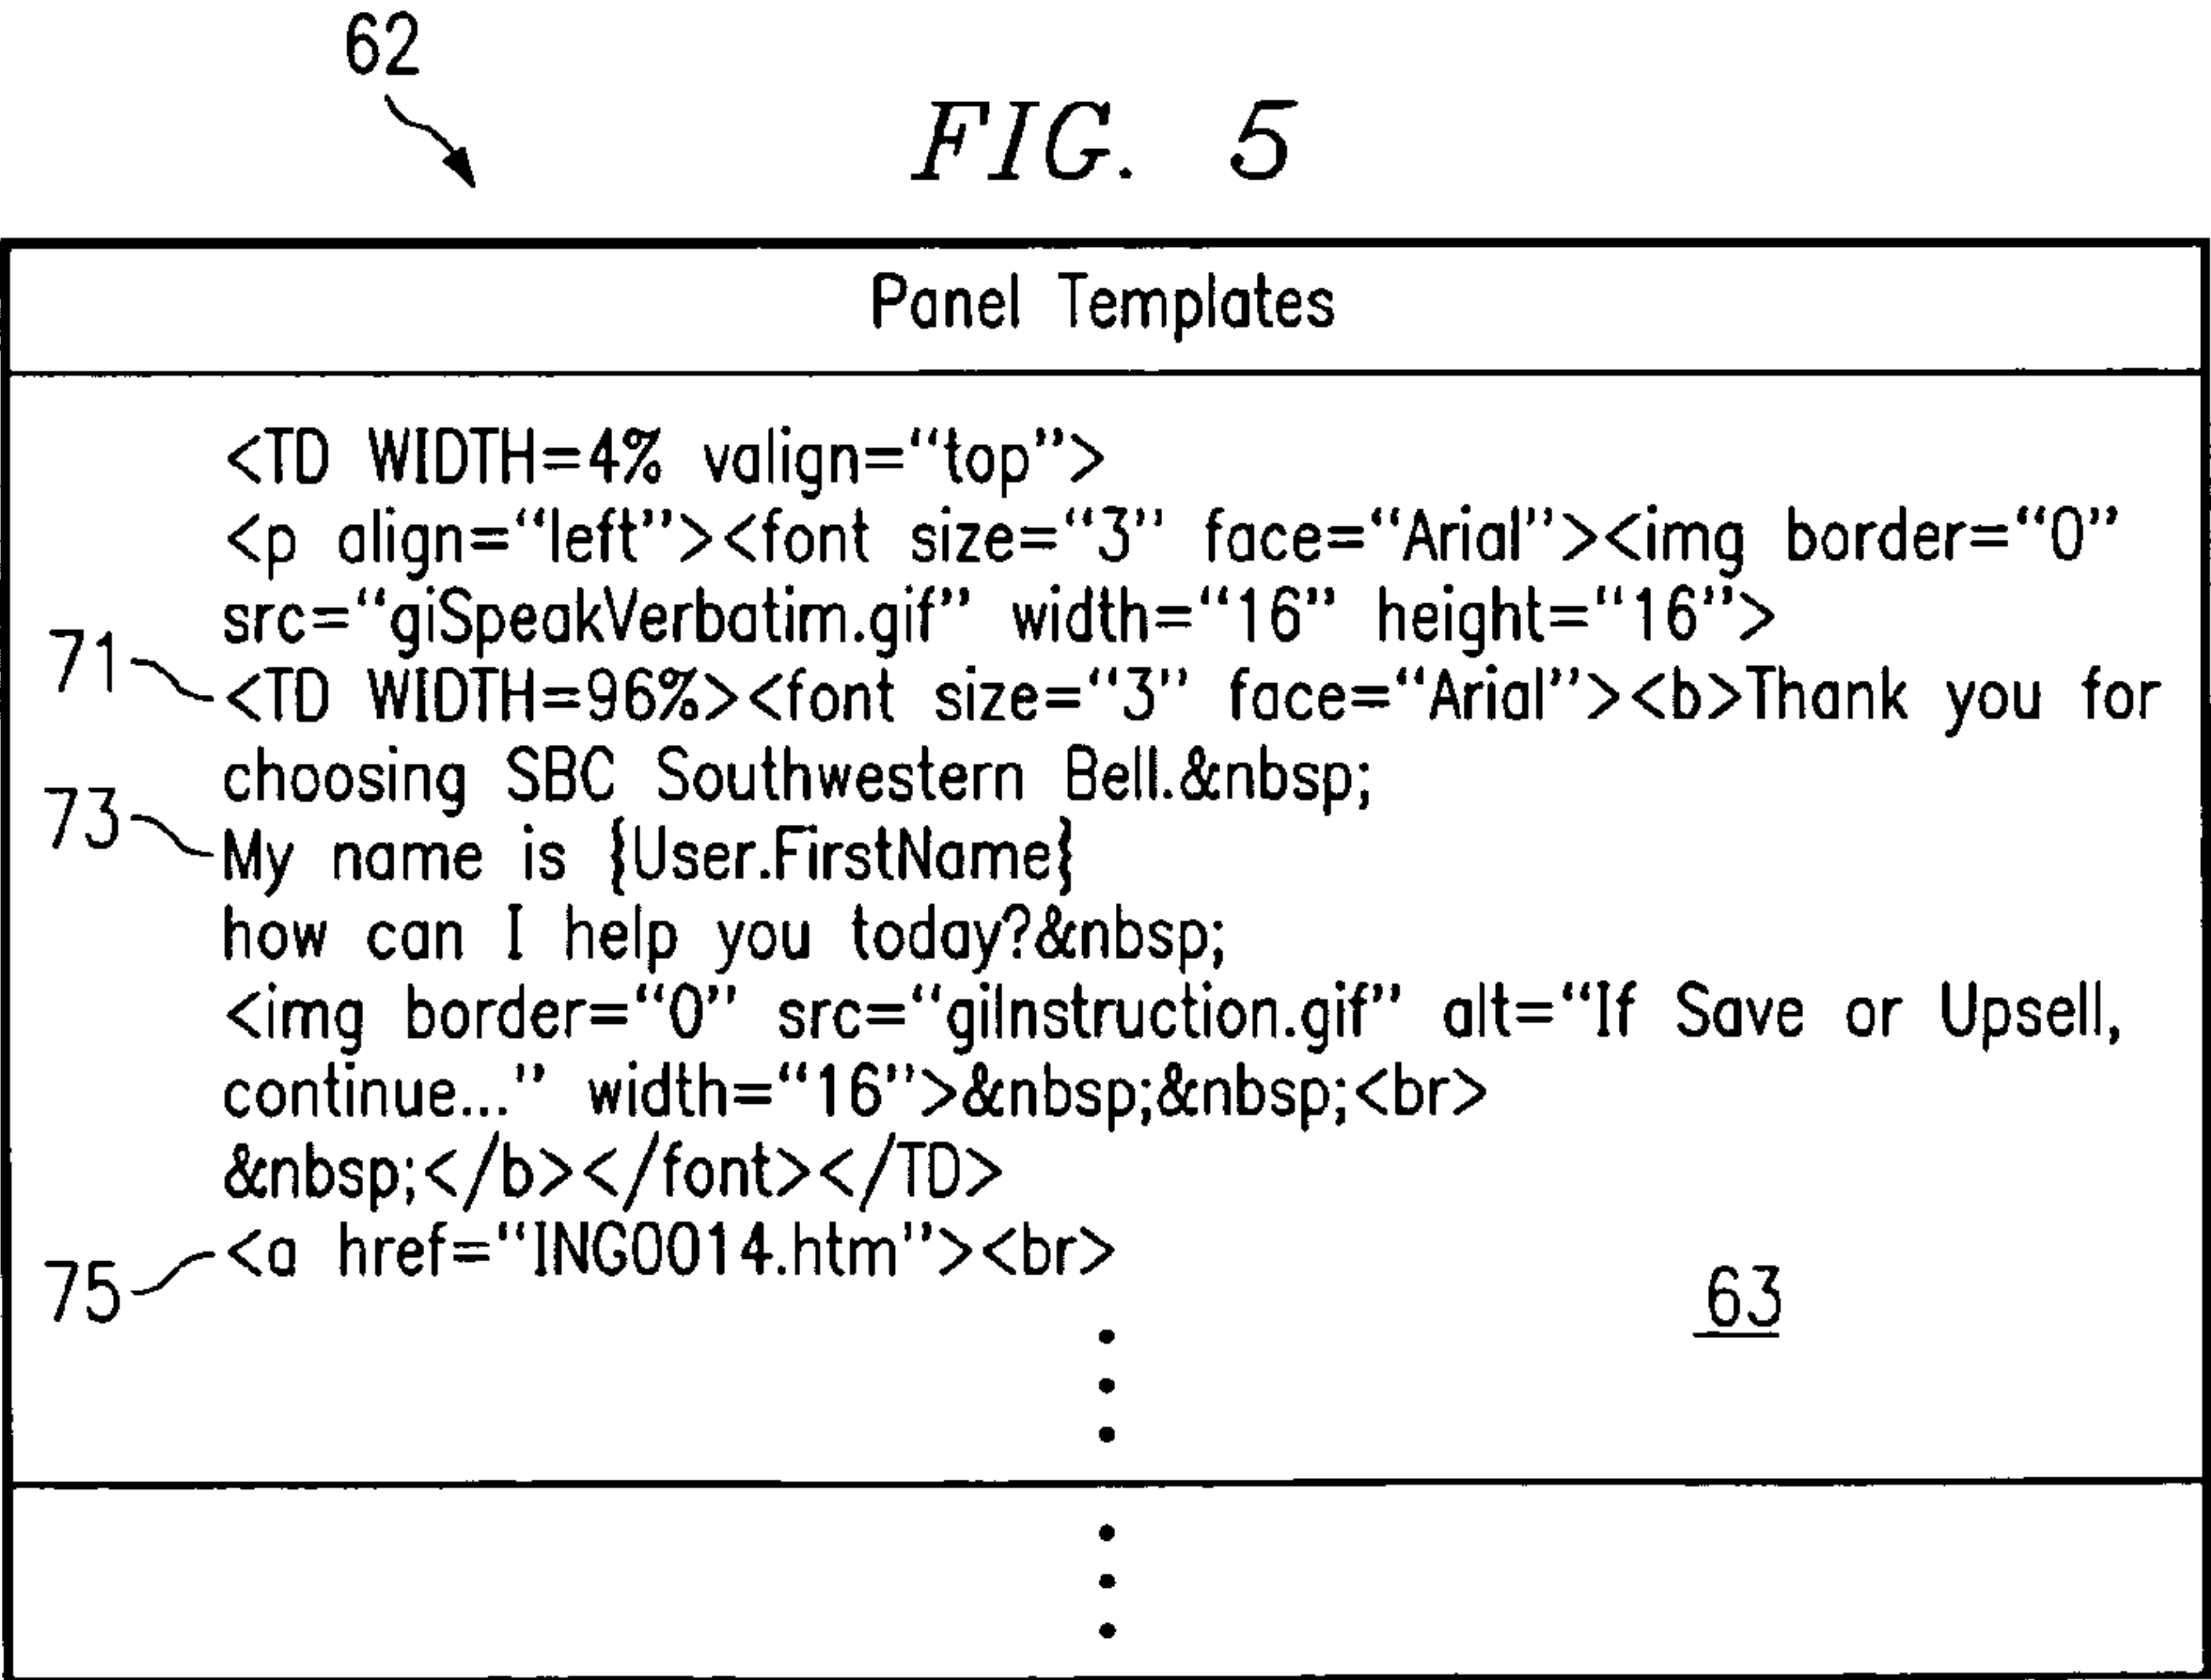 62
FIG. 5
Panel Templates
<TD WIDTH=4% valign=“top”>
<p align=“left”><font size=“3” face=“Arial”><img border=“0”
src=“giSpeakVerbatim.gif” width=“16” height=“16”>
71 <TD WIDTH=96%><font size=“3” face=“Arial”><b>Thank you for
choosing SBC Southwestern Bell.&nbsp;
73 My name is {User.FirstName}
how can I help you today?&nbsp;
<img border=“0” src=“giInstruction.gif” alt=“If Save or Upsell,
continue...” width=“16”>&nbsp;&nbsp;<br>
&nbsp;</b></font></TD>
75 <a href=“ING0014.htm”><br>
63